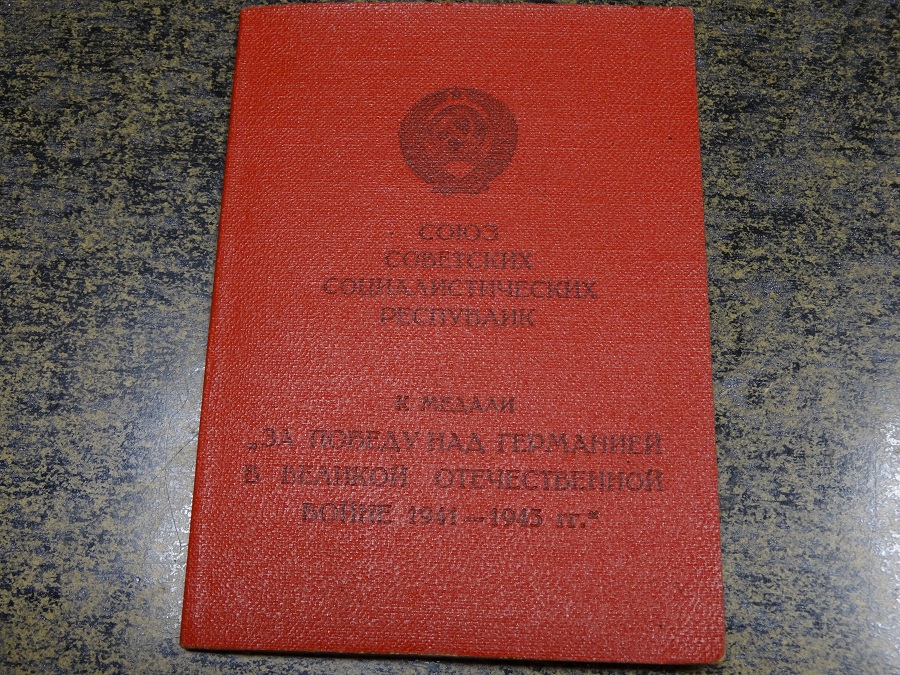 СОЮЗ
СОВЕТСКИХ
СОЦИАЛИСТИЧЕСКИХ
РЕСПУБЛИК
К МЕДАЛИ
„ЗА ПОБЕДУ НАД ГЕРМАНИЕЙ
В ВЕЛИКОЙ ОТЕЧЕСТВЕННОЙ
ВОЙНЕ 1941—1945 гг.“